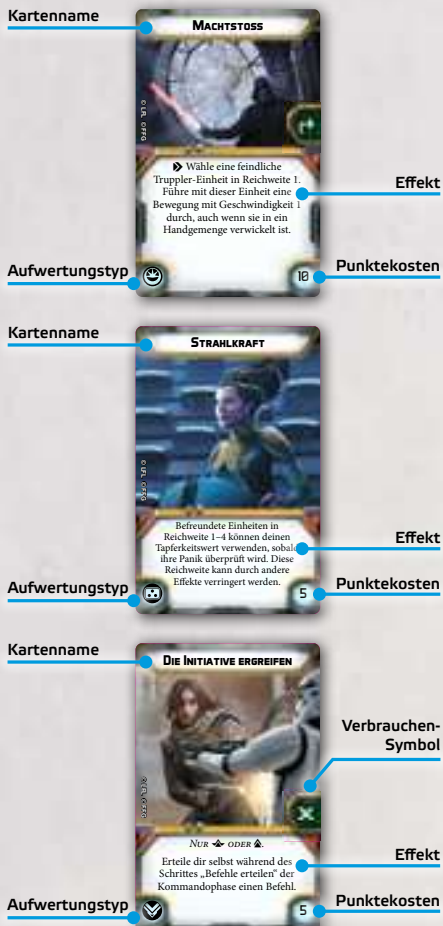 Kartenname
MACHTSTOSS
© LFL ©FFG
Wähle eine feindliche
Truppler-Einheit in Reichweite 1.
Führe mit dieser Einheit eine
Bewegung mit Geschwindigkeit 1
durch, auch wenn sie in ein
Handgemenge verwickelt ist.
Effekt
Aufwertungstyp
10
Punktekosten
Kartenname
STRAHLKRAFT
© LFL ©FFG
Befreundete Einheiten in
Reichweite 1–4 können deinen
Tapferkeitswert verwenden, sobald
ihre Panik überprüft wird. Diese
Reichweite kann durch andere
Effekte verringert werden.
Effekt
Aufwertungstyp
5
Punktekosten
Kartenname
DIE INITIATIVE ERGREIFEN
© LFL ©FFG
Verbrauchen-
Symbol
NUR ODER .
Erteile dir selbst während des
Schrittes „Befehle erteilen“ der
Kommandophase einen Befehl.
Effekt
Aufwertungstyp
5
Punktekosten